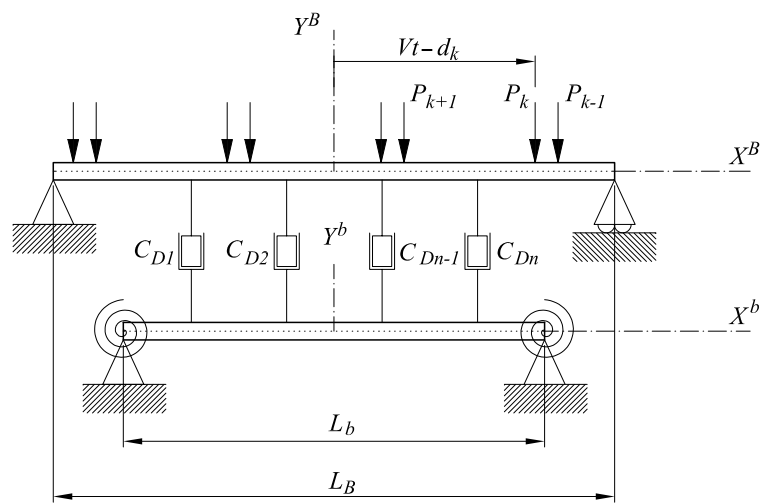 Y^B
Vt − d_k
P_{k+1}
P_k
P_{k-1}
X^B
C_{D1}
C_{D2}
Y^b
C_{Dn-1}
C_{Dn}
X^b
L_b
L_B